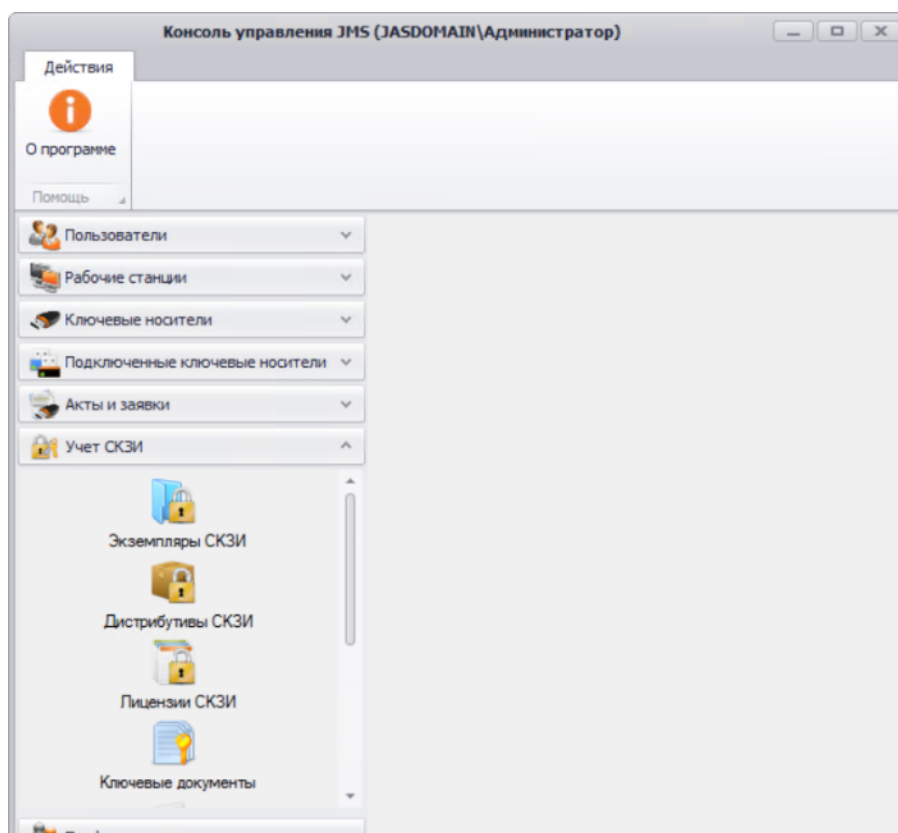 Консоль управления JMS (JASDOMAIN\Администратор)
Действия
О программе
Помощь
Пользователи
Рабочие станции
Ключевые носители
Подключенные ключевые носители
Акты и заявки
Учет СКЗИ
Экземпляры СКЗИ
Дистрибутивы СКЗИ
Лицензии СКЗИ
Ключевые документы